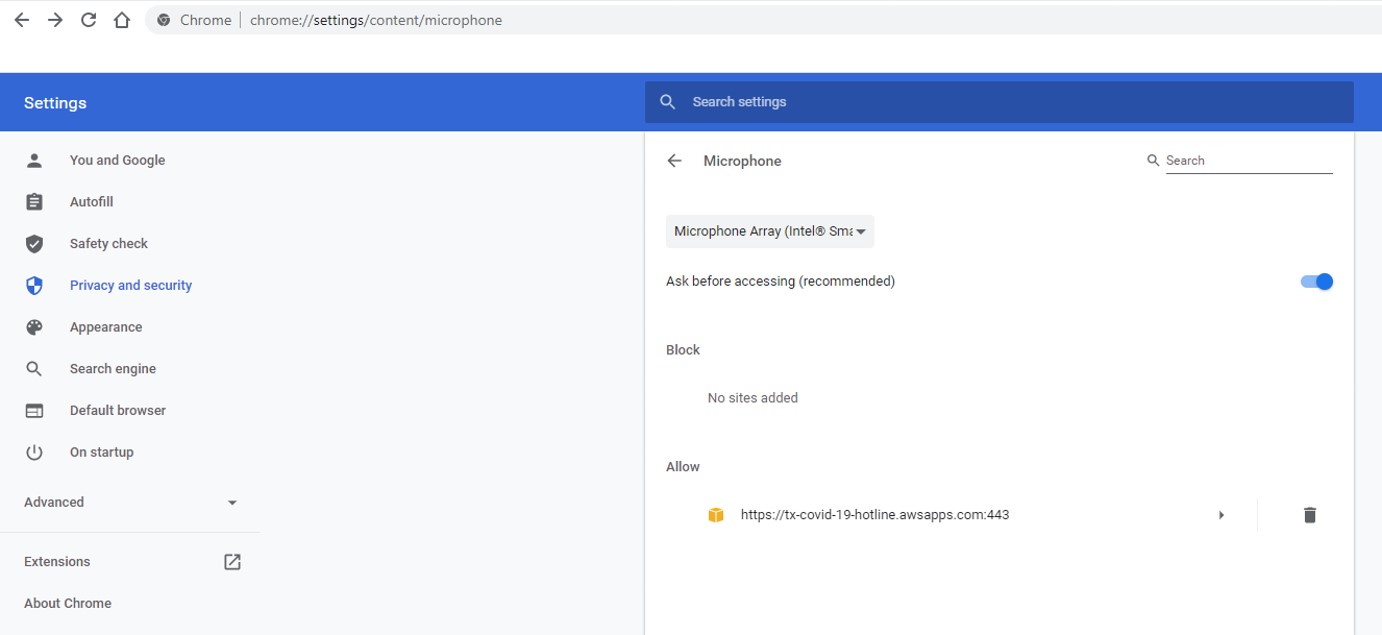 Chrome | chrome://settings/content/microphone
Settings
Search settings
You and Google
Autofill
Safety check
Privacy and security
Appearance
Search engine
Default browser
On startup
Advanced
Extensions
About Chrome
Microphone
Search
Microphone Array (Intel® Sma
Ask before accessing (recommended)
Block
No sites added
Allow
https://tx-covid-19-hotline.awsapps.com:443